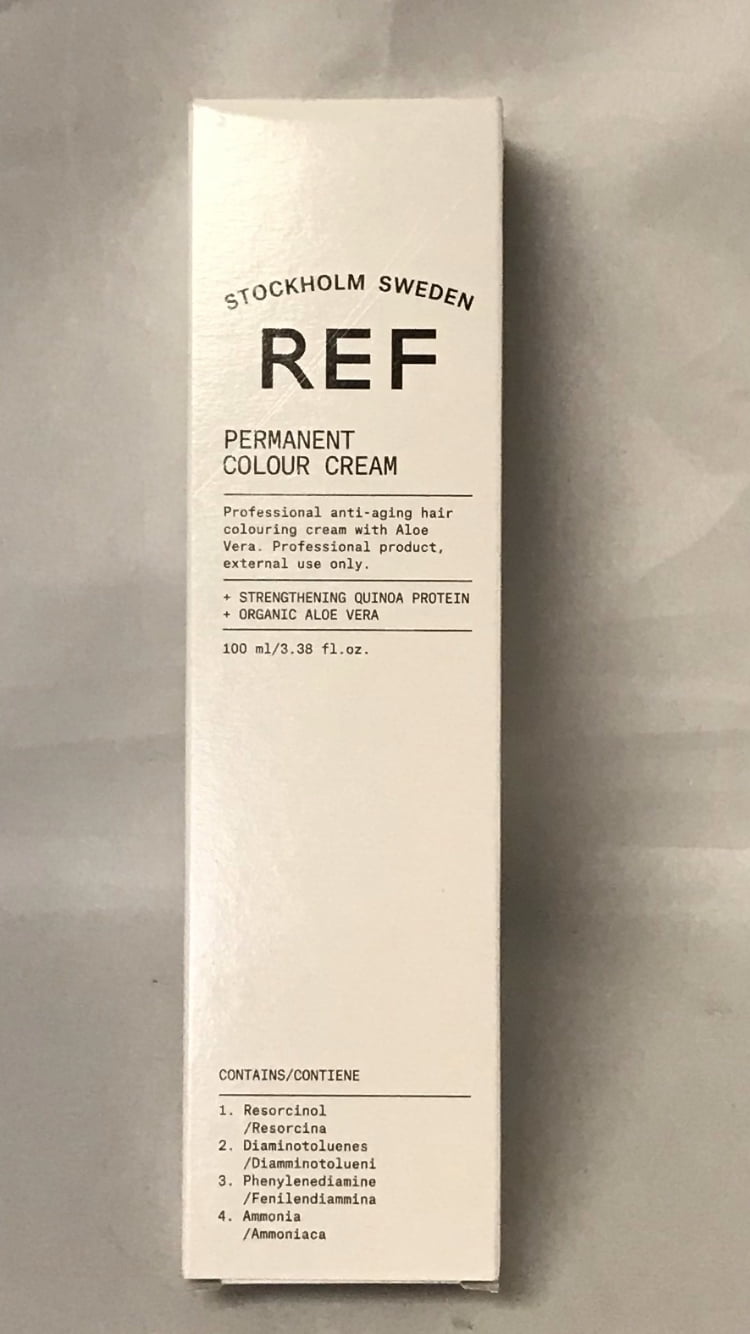 STOCKHOLM SWEDEN
REF
PERMANENT
COLOUR CREAM
Professional anti-aging hair
colouring cream with Aloe
Vera. Professional product,
external use only.
+ STRENGTHENING QUINOA PROTEIN
+ ORGANIC ALOE VERA
100 ml/3.38 fl.oz.
CONTAINS/CONTIENE
1. Resorcinol
/Resorcina
2. Diaminotoluenes
/Diamminotolueni
3. Phenylenediamine
/Fenilendiammina
4. Ammonia
/Ammoniaca